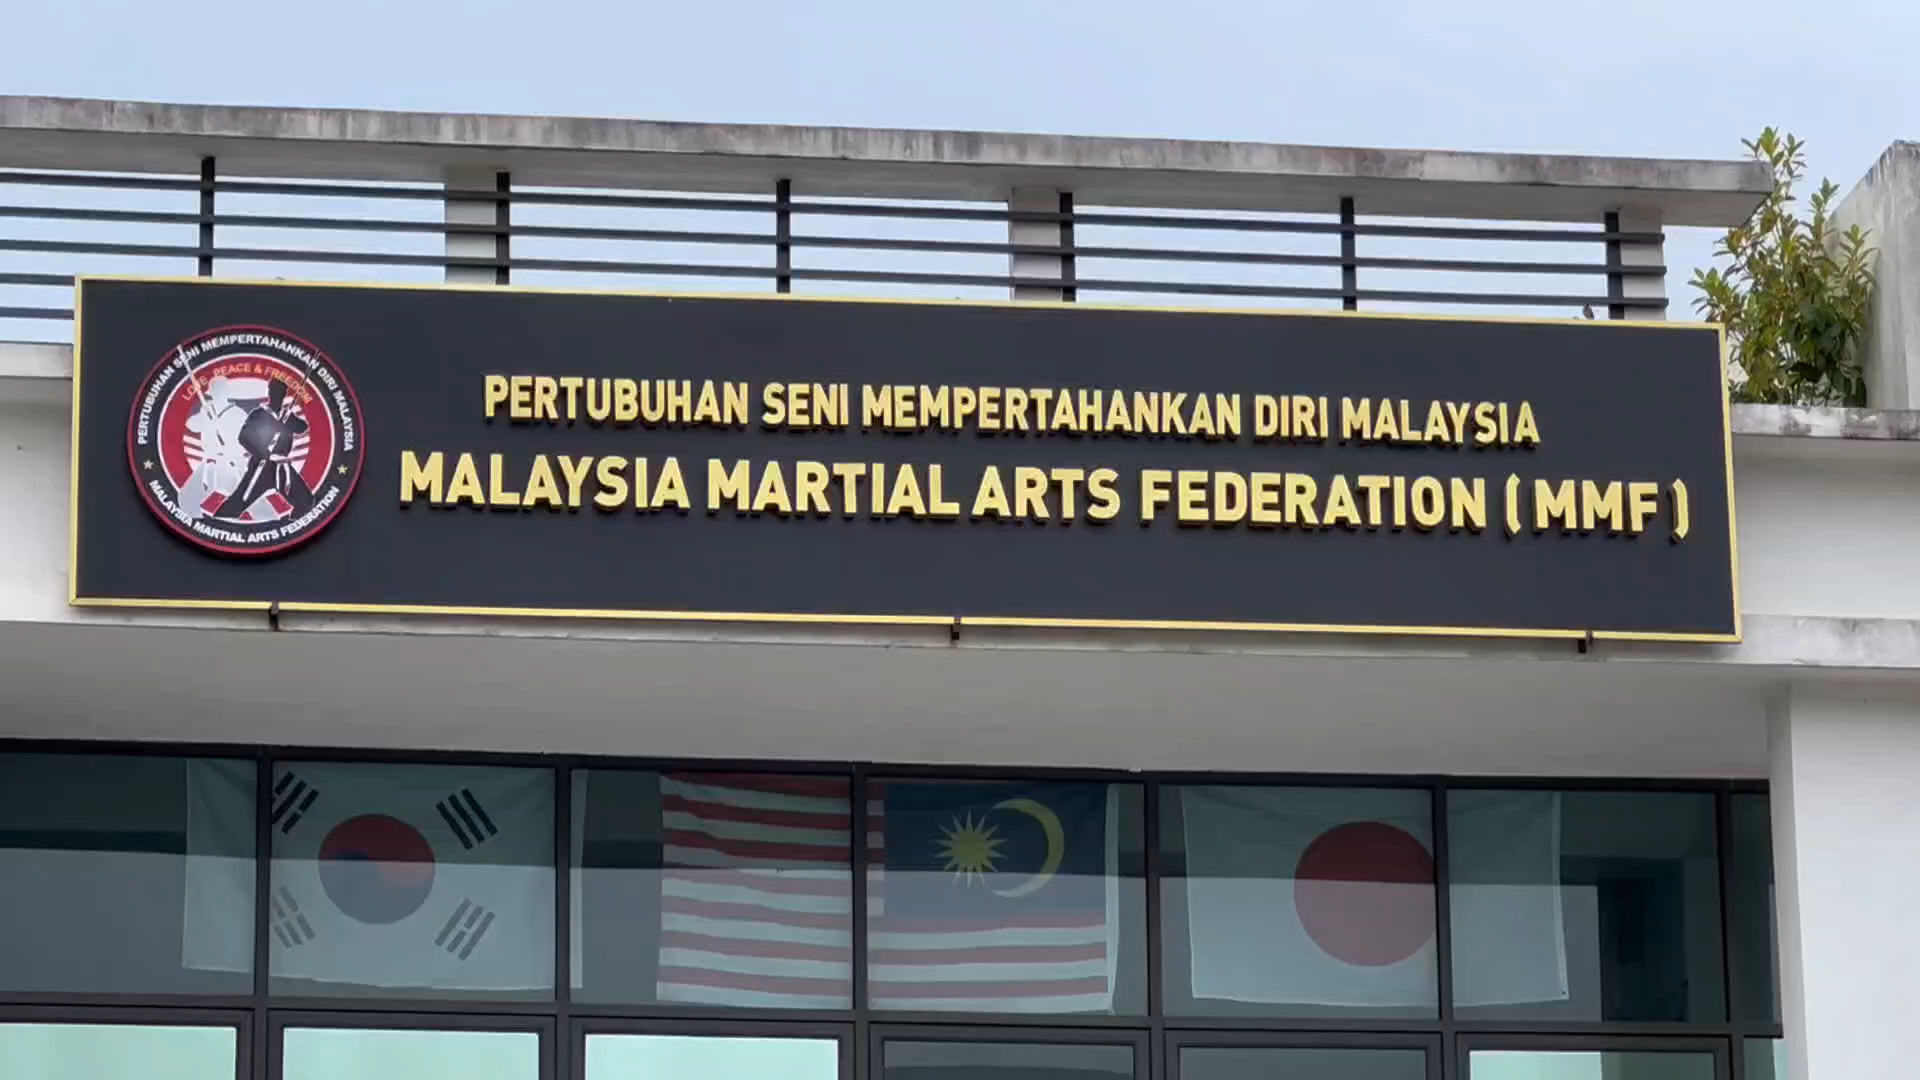 PERTUBUHAN SENI MEMPERTAHANKAN DIRI MALAYSIA
LOVE, PEACE & FREEDOM
MALAYSIA MARTIAL ARTS FEDERATION
PERTUBUHAN SENI MEMPERTAHANKAN DIRI MALAYSIA
MALAYSIA MARTIAL ARTS FEDERATION (MMF)